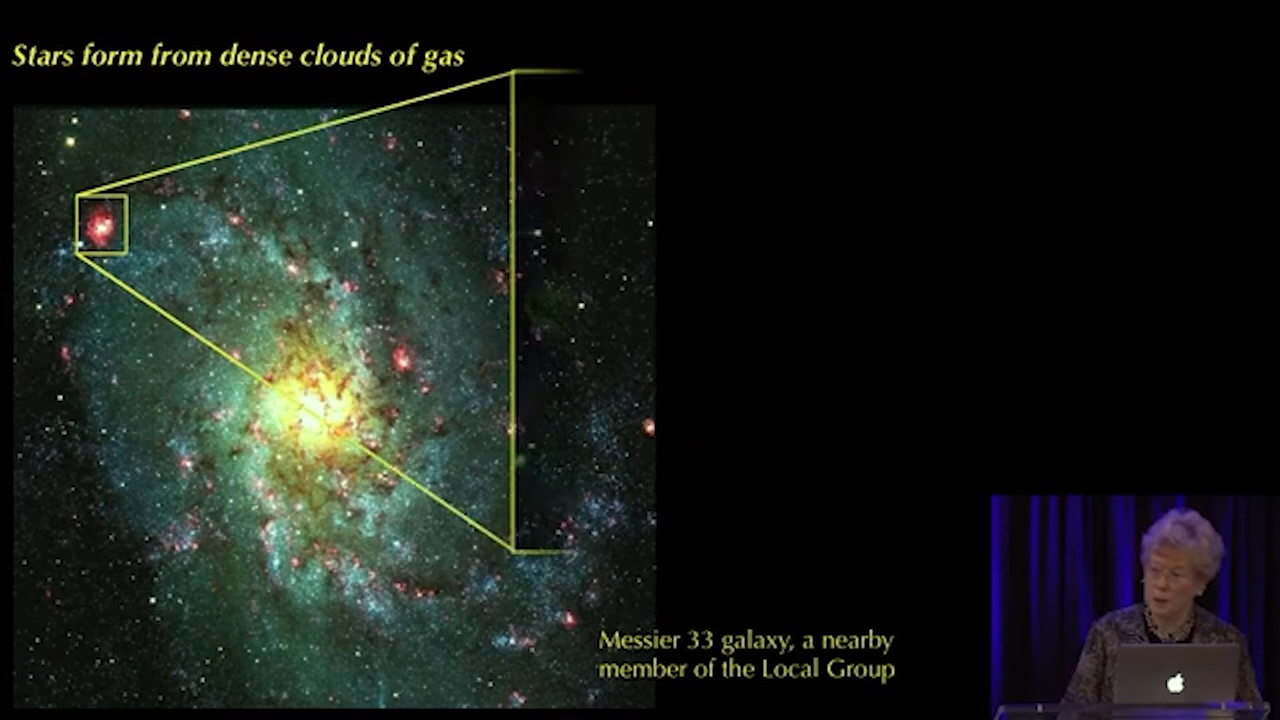 Stars form from dense clouds of gas
Messier 33 galaxy, a nearby
member of the Local Group